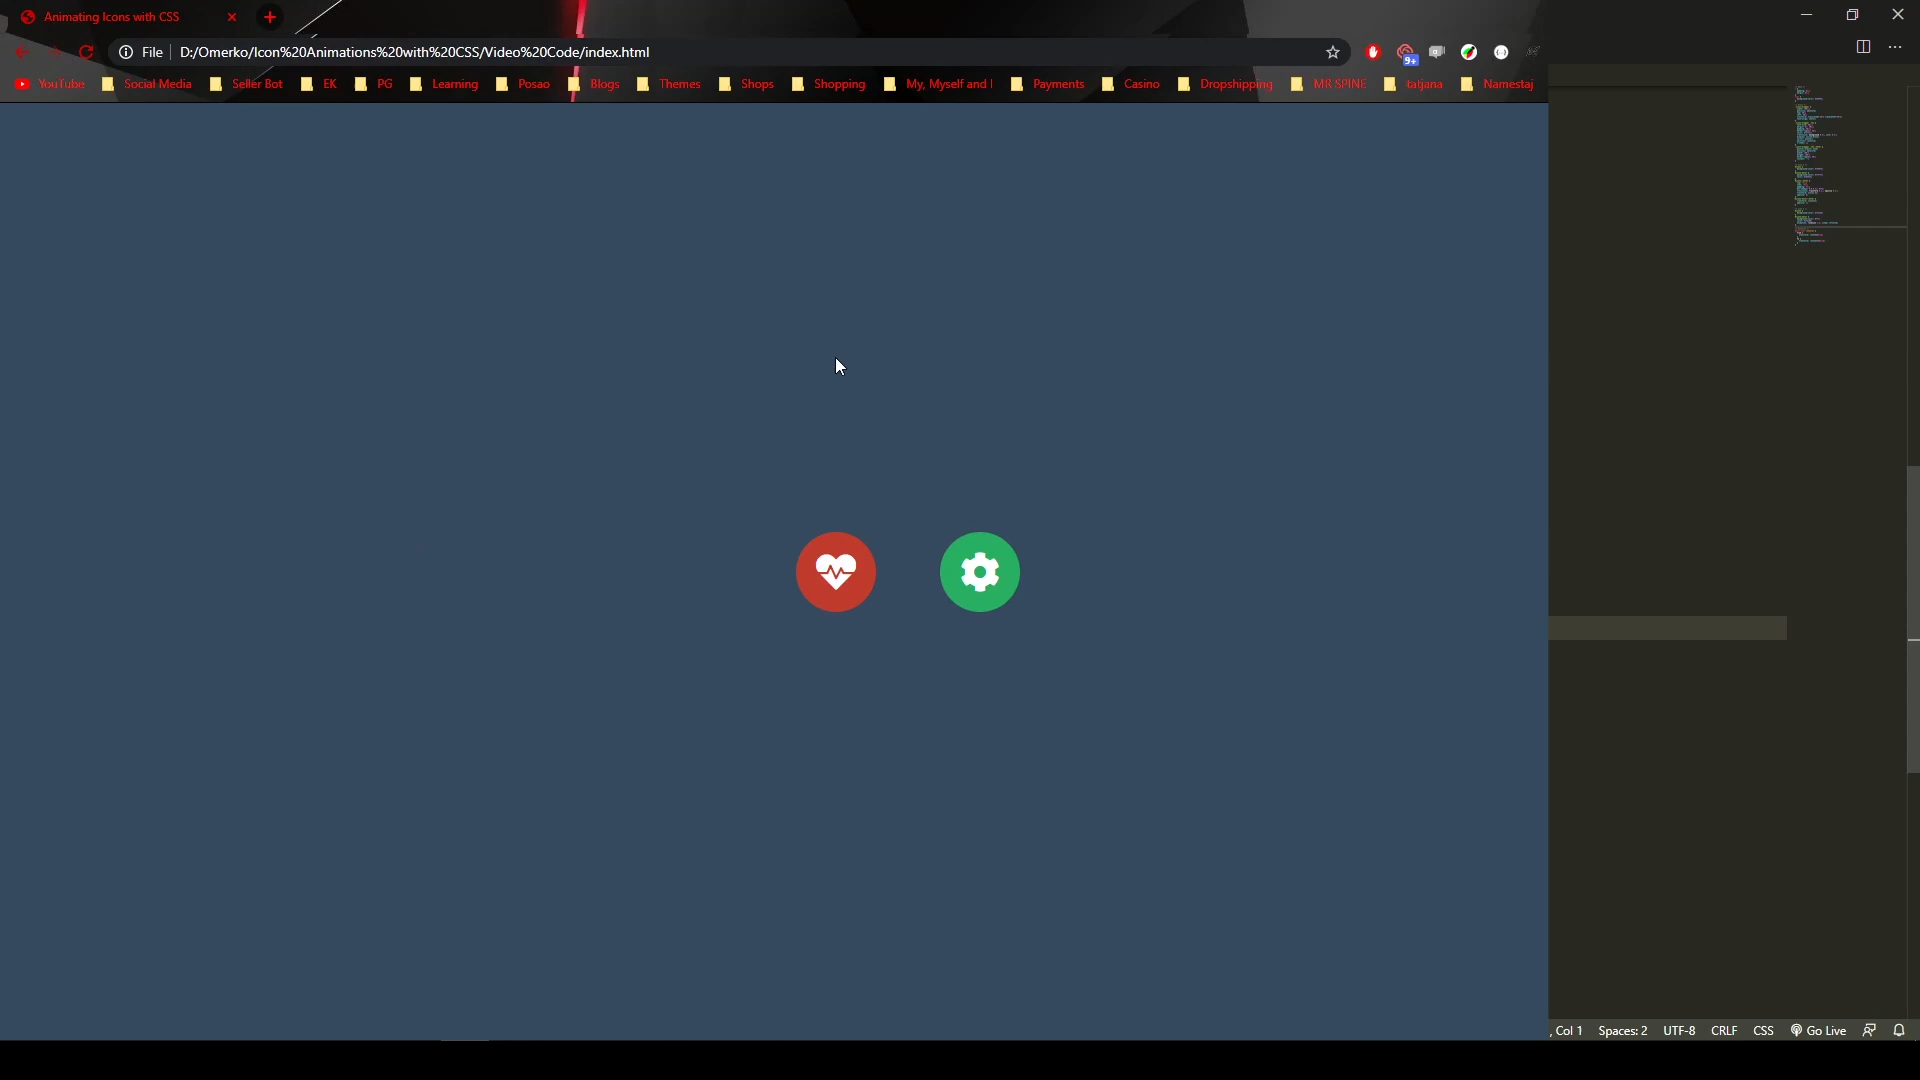 Animating Icons with CSS
File D:/Omerko/Icon%20Animations%20with%20CSS/Video%20Code/index.html
9+
YouTube Social Media Seller Bot EK PG Learning Posao Blogs Themes Shops Shopping My, Myself and I Payments Casino Dropshipping MR SPINE tatjana Namestaj
, Col 1 Spaces: 2 UTF-8 CRLF CSS Go Live